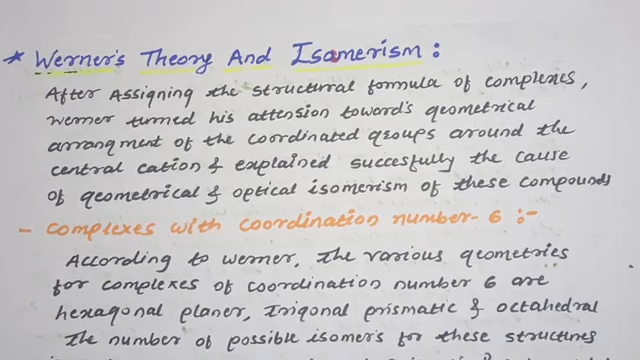 * Werner's Theory And Isomerism :
After Assigning the structural formula of complexes,
Werner turned his attention toward's geometrical
arrangment of the coordinated groups around the
central cation & explained succesfully the cause
of geometrical & optical isomerism of these compounds
- Complexes with coordination number- 6 :-
According to werner, the various geometries
for complexes of coordination number 6 are
hexagonal planer, Trigonal prismatic & octahedral
The number of possible isomer's for these structures